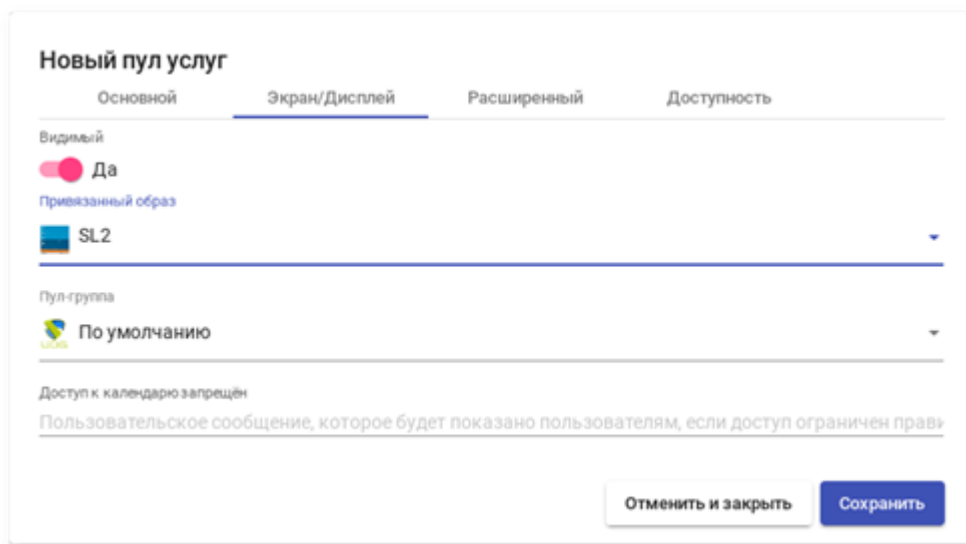 Новый пул услуг
Основной Экран/Дисплей Расширенный Доступность
Видимый
Да
Привязанный образ
SL2
Пул-группа
UDS
По умолчанию
Доступ к календарю запрещён
Пользовательское сообщение, которое будет показано пользователям, если доступ ограничен прави
Отменить и закрыть Сохранить